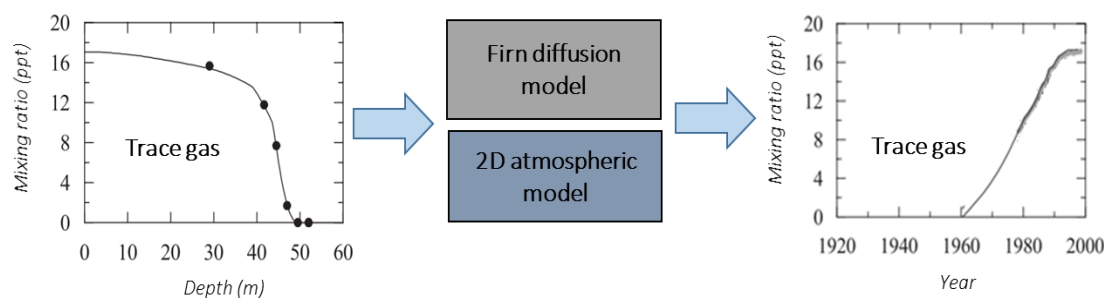 20
16
12
8
4
0
Mixing ratio (ppt)
Trace gas
0 10 20 30 40 50 60
Depth (m)
Firn diffusion
model
2D atmospheric
model
20
16
12
8
4
0
Mixing ratio (ppt)
Trace gas
1920 1940 1960 1980 2000
Year